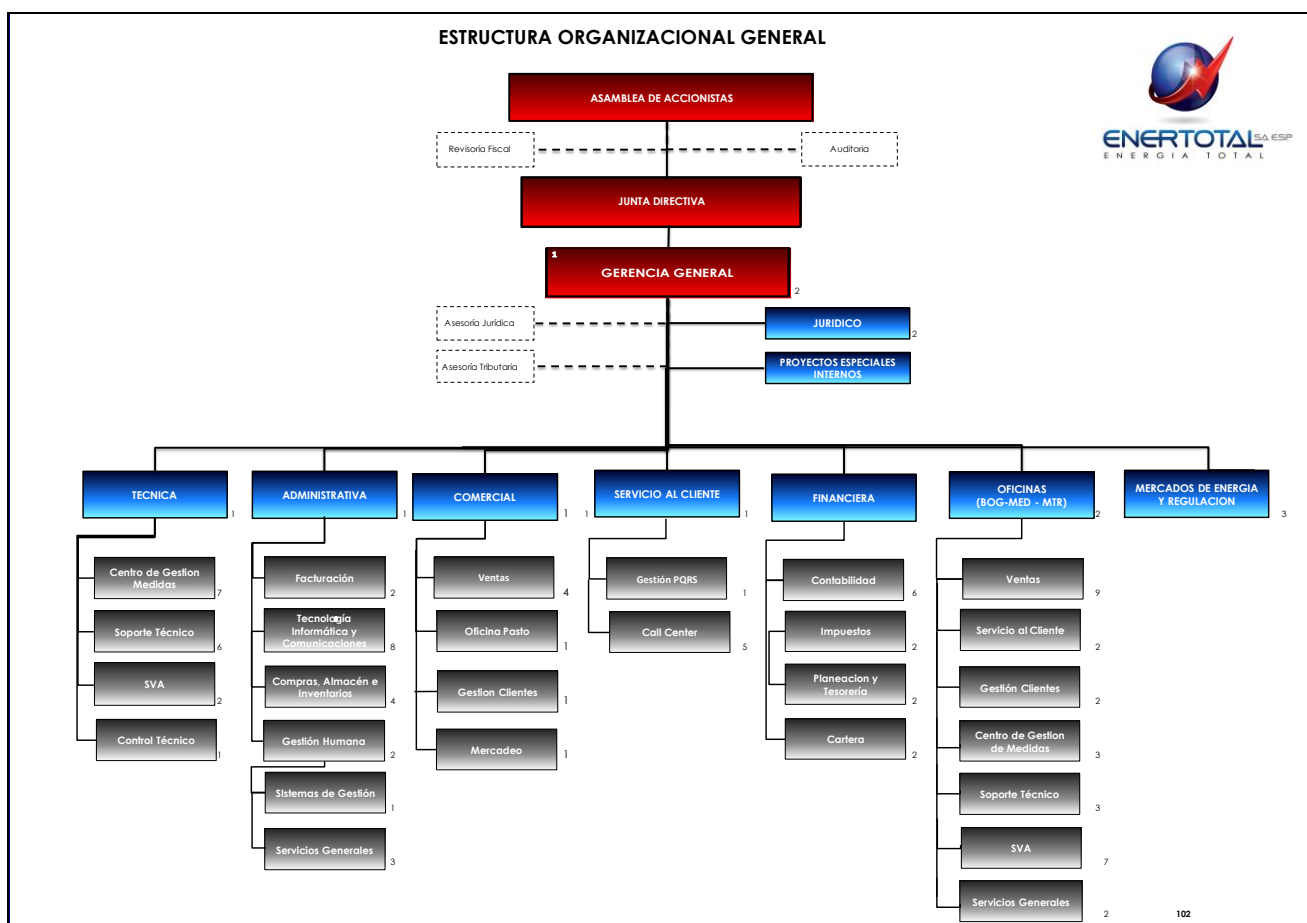 ESTRUCTURA ORGANIZACIONAL GENERAL
ENERTOTAL SA ESP
ENERGIA TOTAL
ASAMBLEA DE ACCIONISTAS
Revisoría Fiscal
Auditoria
JUNTA DIRECTIVA
1
GERENCIA GENERAL
2
Asesoría Jurídica
JURIDICO
2
Asesoría Tributaria
PROYECTOS ESPECIALES
INTERNOS
TECNICA
1
ADMINISTRATIVA
1
COMERCIAL
1
SERVICIO AL CLIENTE
1
1
FINANCIERA
OFICINAS
(BOG-MED - MTR)
2
MERCADOS DE ENERGIA
Y REGULACION
3
Centro de Gestion
Medidas
7
Soporte Técnico
6
SVA
2
Control Técnico
1
Facturación
2
Tecnología
Informática y
Comunicaciones
8
Compras, Almacén e
Inventarios
4
Gestión Humana
2
Sistemas de Gestión
1
Servicios Generales
3
Ventas
4
Oficina Pasto
1
Gestion Clientes
1
Mercadeo
1
Gestión PQRS
1
Call Center
5
Contabilidad
6
Impuestos
2
Planeacion y
Tesorería
2
Cartera
2
Ventas
9
Servicio al Cliente
2
Gestión Clientes
2
Centro de Gestion
de Medidas
3
Soporte Técnico
3
SVA
7
Servicios Generales
2
102